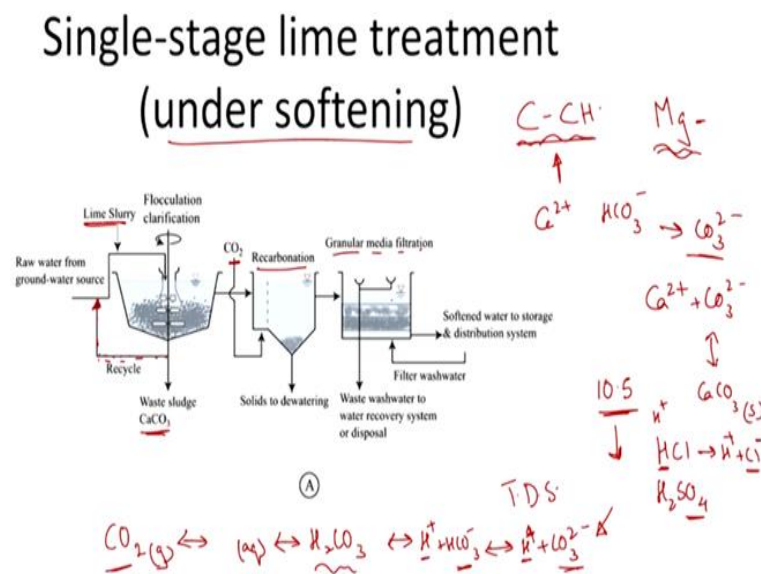 Single-stage lime treatment
(under softening)
C-CH. Mg-
Ca²⁺ HCO₃⁻ → CO₃²⁻
Ca²⁺ + CO₃²⁻
↕
CaCO₃(s)
Flocculation
clarification
Lime Slurry
CO₂
Recarbonation
Granular media filtration
Raw water from
ground-water source
Softened water to storage
& distribution system
Recycle
Filter washwater
Waste sludge
CaCO₃
Solids to dewatering
Waste washwater to
water recovery system
or disposal
10.5
H⁺
HCl → H⁺ + Cl⁻
H₂SO₄
A
T.D.S.
CO₂(g) ↔ (aq) ↔ H₂CO₃ ↔ H⁺ + HCO₃⁻ ↔ H⁺ + CO₃²⁻